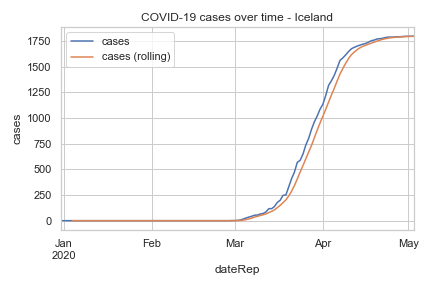 COVID-19 cases over time - Iceland
cases
cases (rolling)
1750
1500
1250
1000
750
500
250
0
cases
Jan
2020
Feb
Mar
Apr
May
dateRep